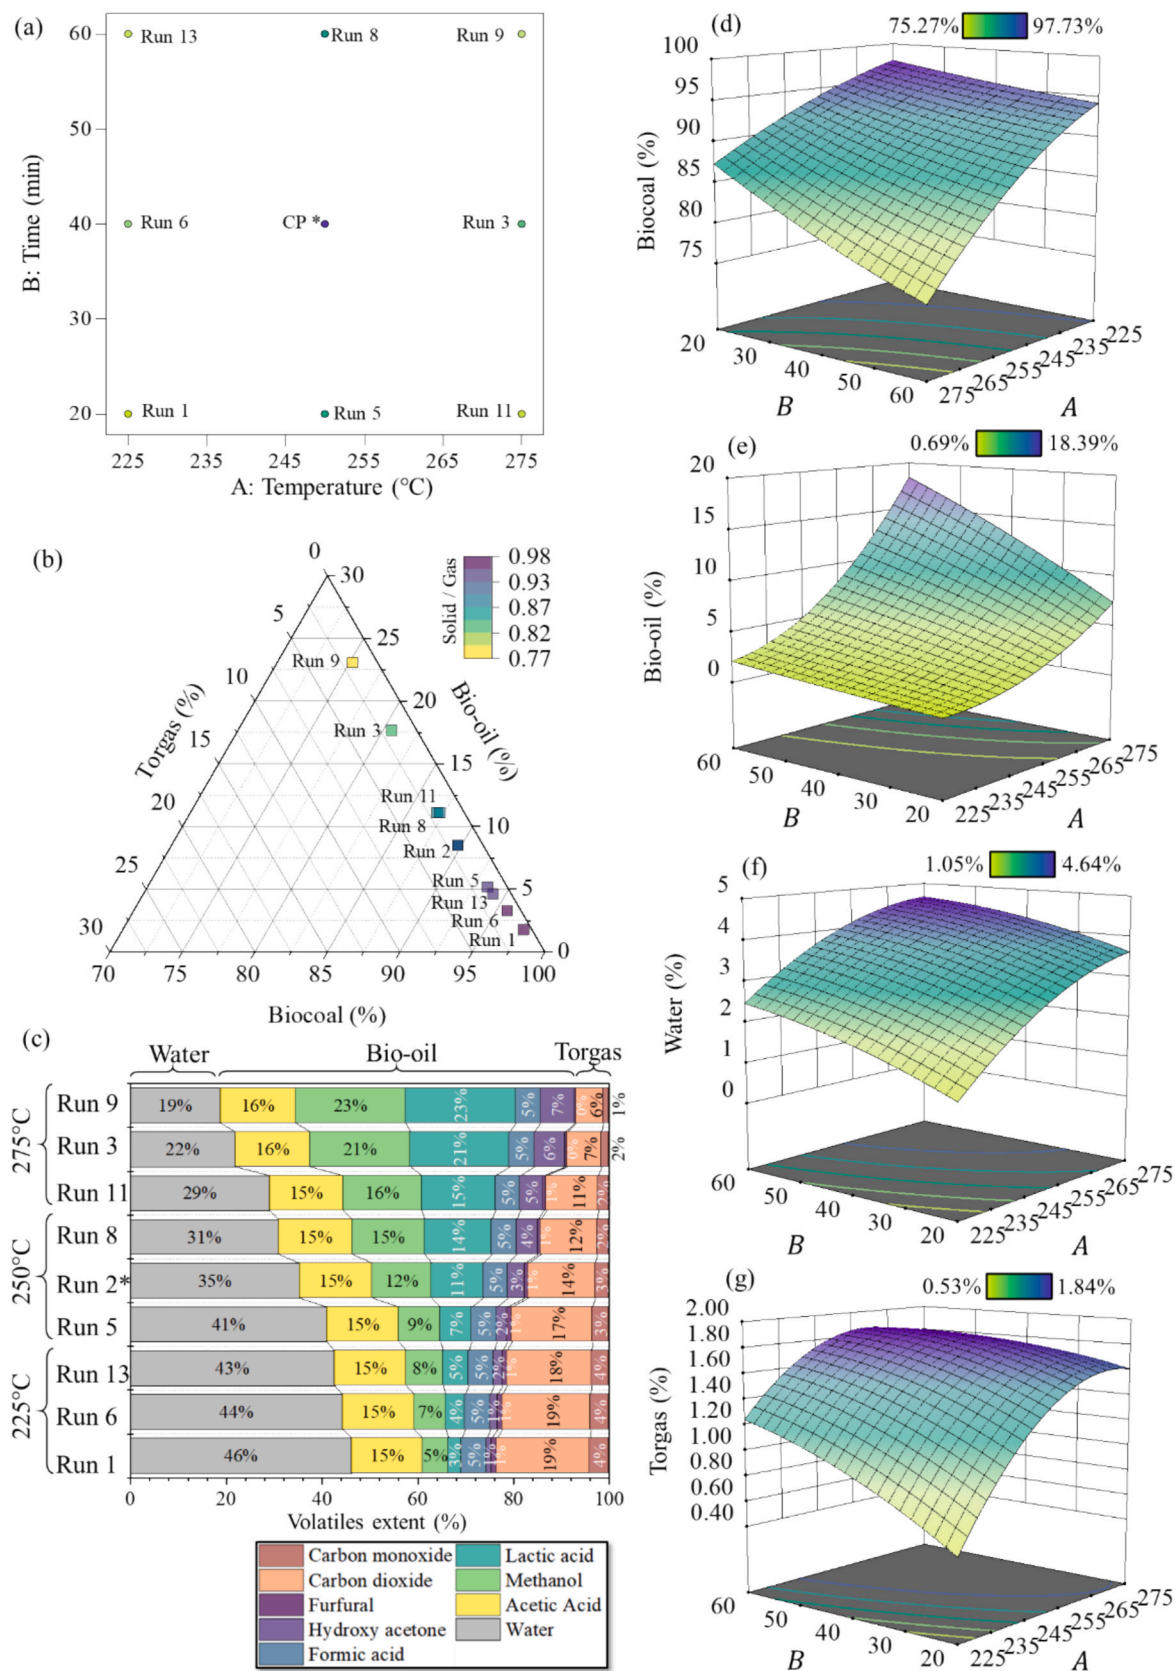 (a)
60
50
40
30
20
B: Time (min)
Run 13
Run 8
Run 9
Run 6
CP *
Run 3
Run 1
Run 5
Run 11
225 235 245 255 265 275
A: Temperature (°C)
(b)
0
5
10
15
20
25
30
Torgas (%)
30
25
20
15
10
5
0
Bio-oil (%)
70 75 80 85 90 95 100
Biocoal (%)
Solid / Gas
0.98
0.93
0.87
0.82
0.77
Run 9
Run 3
Run 11
Run 8
Run 2
Run 5
Run 13
Run 6
Run 1
(c)
Water Bio-oil Torgas
275°C
250°C
225°C
Run 9 19% 16% 23% 23% 5% 7% 0% 6% 1%
Run 3 22% 16% 21% 21% 5% 6% 0% 7% 2%
Run 11 29% 15% 16% 15% 5% 5% 1% 11% 2%
Run 8 31% 15% 15% 14% 5% 4% 1% 12% 2%
Run 2* 35% 15% 12% 11% 5% 3% 1% 14% 3%
Run 5 41% 15% 9% 7% 5% 2% 1% 17% 3%
Run 13 43% 15% 8% 5% 5% 2% 1% 18% 4%
Run 6 44% 15% 7% 4% 5% 1% 1% 19% 4%
Run 1 46% 15% 5% 3% 5% 1% 1% 19% 4%
0 20 40 60 80 100
Volatiles extent (%)
Carbon monoxide
Carbon dioxide
Furfural
Hydroxy acetone
Formic acid
Lactic acid
Methanol
Acetic Acid
Water
(d)
75.27% 97.73%
100
95
90
85
80
75
Biocoal (%)
20 30 40 50 60
B
275 265 255 245 235 225
A
(e)
0.69% 18.39%
20
15
10
5
0
Bio-oil (%)
60 50 40 30 20
B
225 235 245 255 265 275
A
(f)
1.05% 4.64%
5
4
3
2
1
0
Water (%)
60 50 40 30 20
B
225 235 245 255 265 275
A
(g)
0.53% 1.84%
2.00
1.80
1.60
1.40
1.20
1.00
0.80
0.60
0.40
Torgas (%)
60 50 40 30 20
B
225 235 245 255 265 275
A